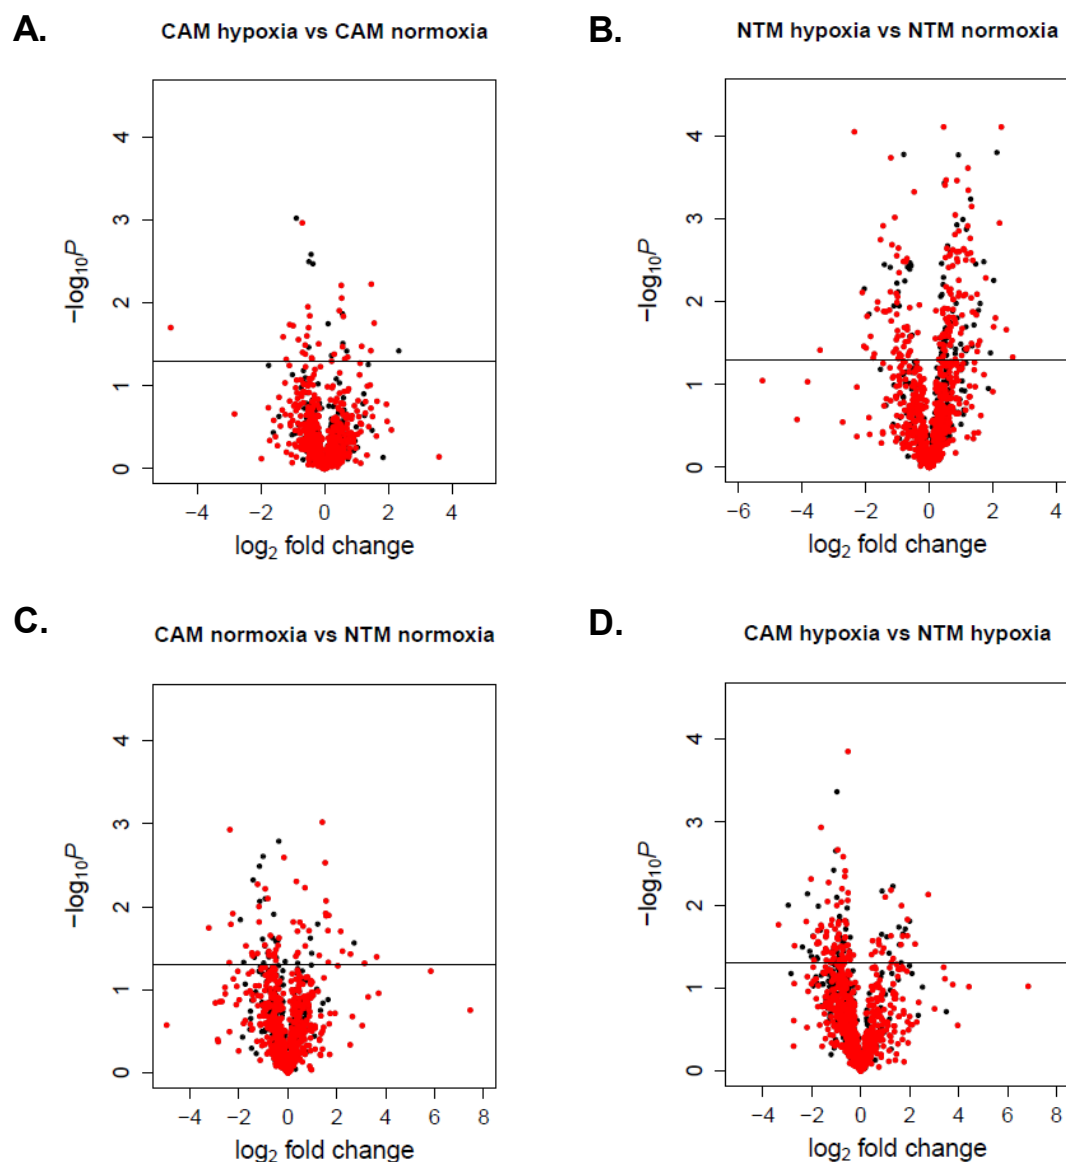 A.
CAM hypoxia vs CAM normoxia
4
3
2
1
0
−log10P
−4 −2 0 2 4
log2 fold change
B.
NTM hypoxia vs NTM normoxia
4
3
2
1
0
−log10P
−6 −4 −2 0 2 4
log2 fold change
C.
CAM normoxia vs NTM normoxia
4
3
2
1
0
−log10P
−4 −2 0 2 4 6 8
log2 fold change
D.
CAM hypoxia vs NTM hypoxia
4
3
2
1
0
−log10P
−4 −2 0 2 4 6 8
log2 fold change